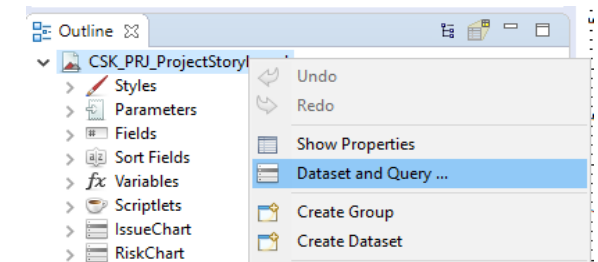 Outline
CSK_PRJ_ProjectStory
Styles
Parameters
Fields
Sort Fields
fx Variables
Scriptlets
IssueChart
RiskChart
Undo
Redo
Show Properties
Dataset and Query ...
Create Group
Create Dataset